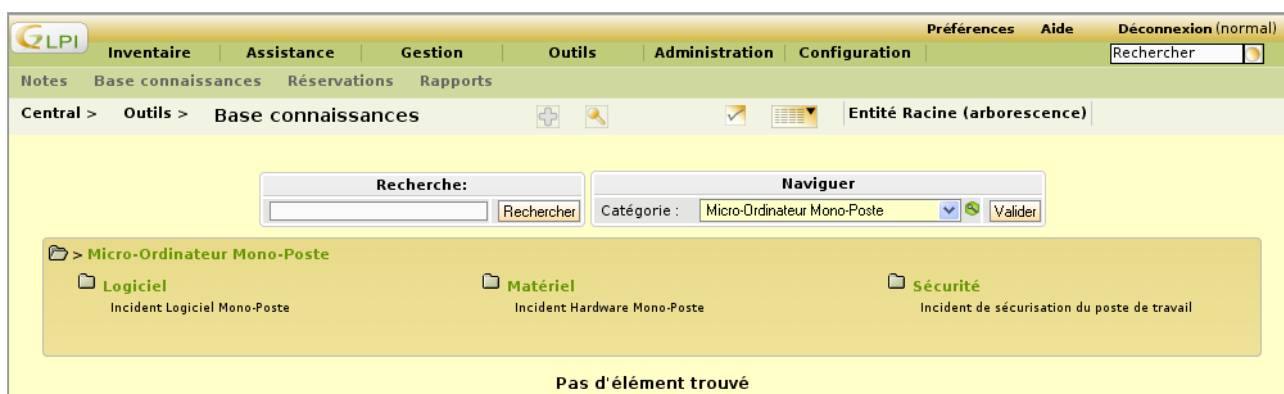 GLPI
Préférences Aide Déconnexion (normal)
Inventaire Assistance Gestion Outils Administration Configuration Rechercher
Notes Base connaissances Réservations Rapports
Central > Outils > Base connaissances Entité Racine (arborescence)
Recherche: Naviguer
Rechercher Catégorie : Micro-Ordinateur Mono-Poste Valider
> Micro-Ordinateur Mono-Poste
Logiciel Matériel Sécurité
Incident Logiciel Mono-Poste Incident Hardware Mono-Poste Incident de sécurisation du poste de travail
Pas d'élément trouvé